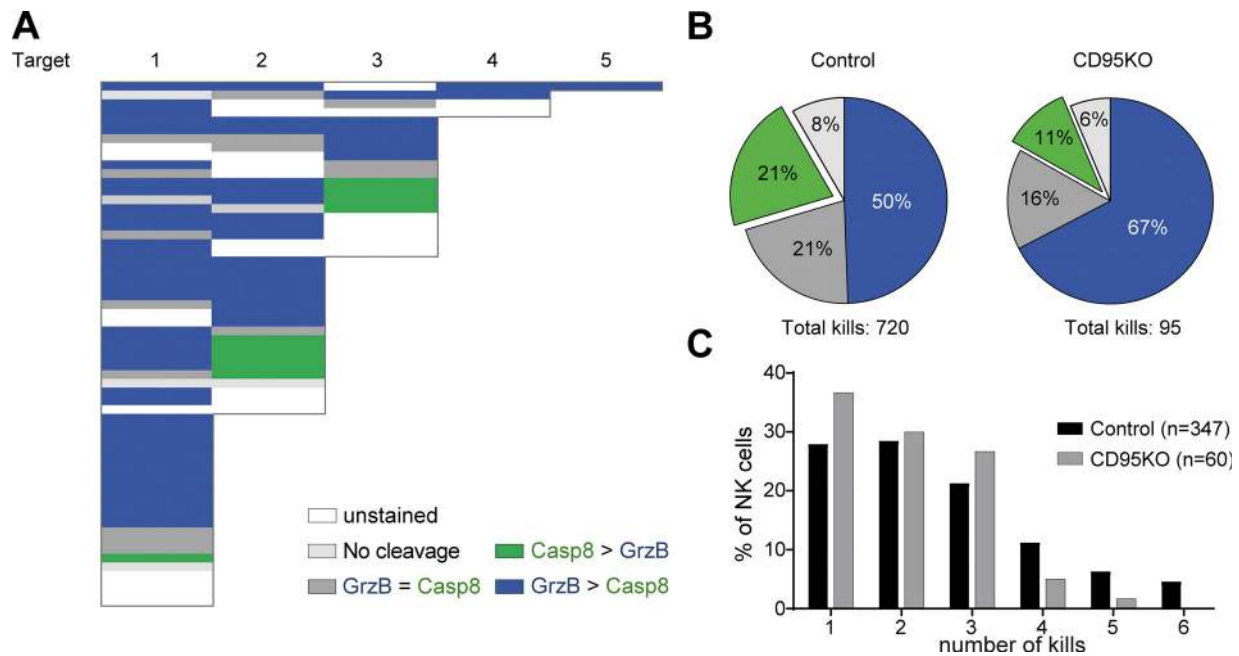 A
Target 1 2 3 4 5
unstained
No cleavage
Casp8 > GrzB
GrzB = Casp8
GrzB > Casp8
B
Control
CD95KO
8%
21%
50%
21%
6%
11%
16%
67%
Total kills: 720
Total kills: 95
C
% of NK cells
40
30
20
10
0
Control (n=347)
CD95KO (n=60)
1 2 3 4 5 6
number of kills